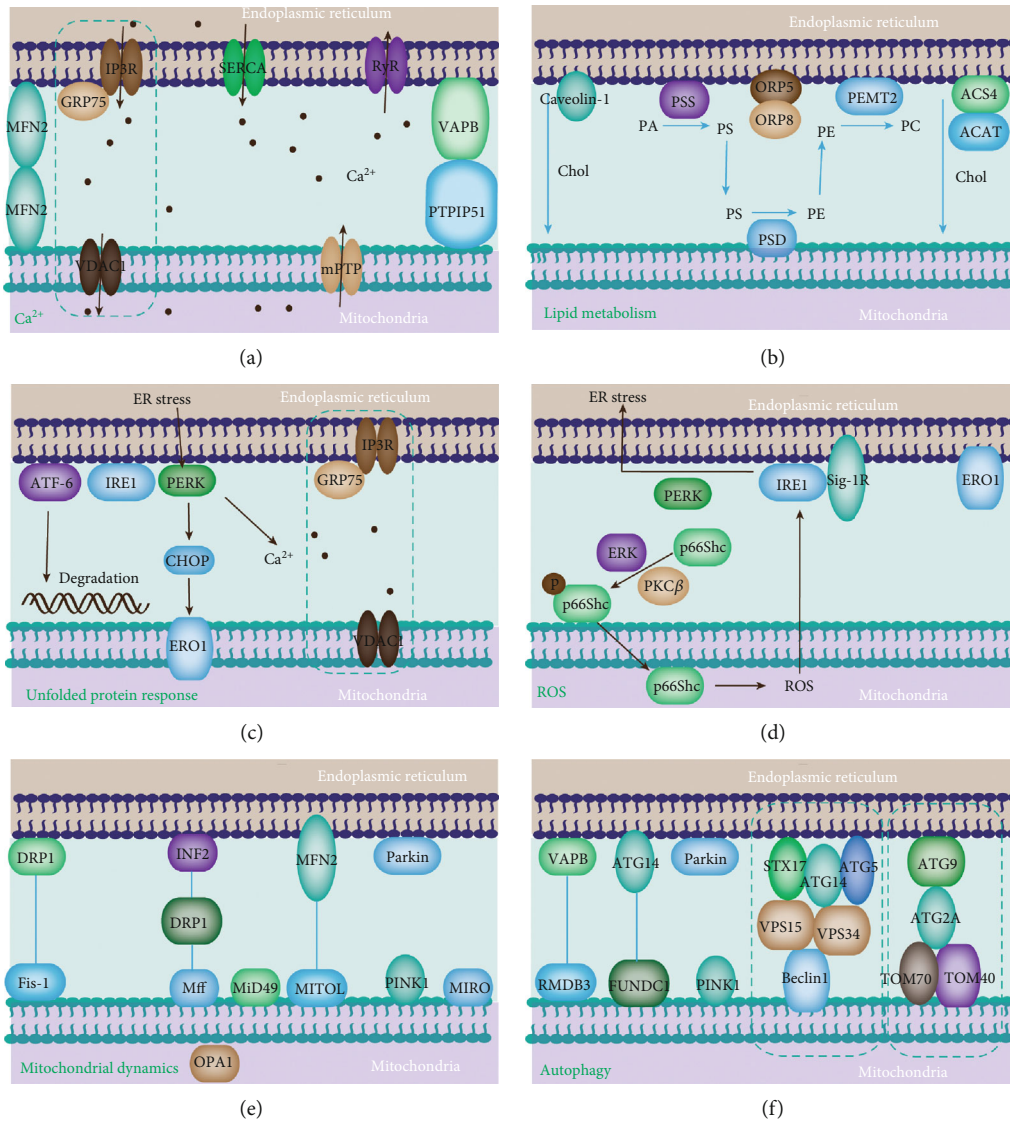 Endoplasmic reticulum
IP3R
SERCA
RyR
GRP75
MFN2
VAPB
Ca²⁺
MFN2
PTPIP51
VDAC1
mPTP
Ca²⁺
Mitochondria
(a)
Endoplasmic reticulum
Caveolin-1
PSS
ORP5
PEMT2
ACS4
ORP8
PA
PS
PE
PC
ACAT
Chol
Chol
PS
PE
PSD
Lipid metabolism
Mitochondria
(b)
ER stress
Endoplasmic reticulum
IP3R
ATF-6
IRE1
PERK
GRP75
CHOP
Ca²⁺
Degradation
ERO1
VDAC1
Unfolded protein response
Mitochondria
(c)
ER stress
Endoplasmic reticulum
PERK
IRE1
Sig-1R
ERO1
ERK
p66Shc
P
PKCβ
p66Shc
p66Shc
ROS
ROS
Mitochondria
(d)
Endoplasmic reticulum
DRP1
INF2
MFN2
Parkin
DRP1
Fis-1
Mff
MiD49
MITOL
PINK1
MIRO
OPA1
Mitochondrial dynamics
Mitochondria
(e)
Endoplasmic reticulum
VAPB
ATG14
Parkin
STX17
ATG14
ATG5
ATG9
VPS15
VPS34
ATG2A
RMDB3
FUNDC1
PINK1
Beclin1
TOM70
TOM40
Autophagy
Mitochondria
(f)